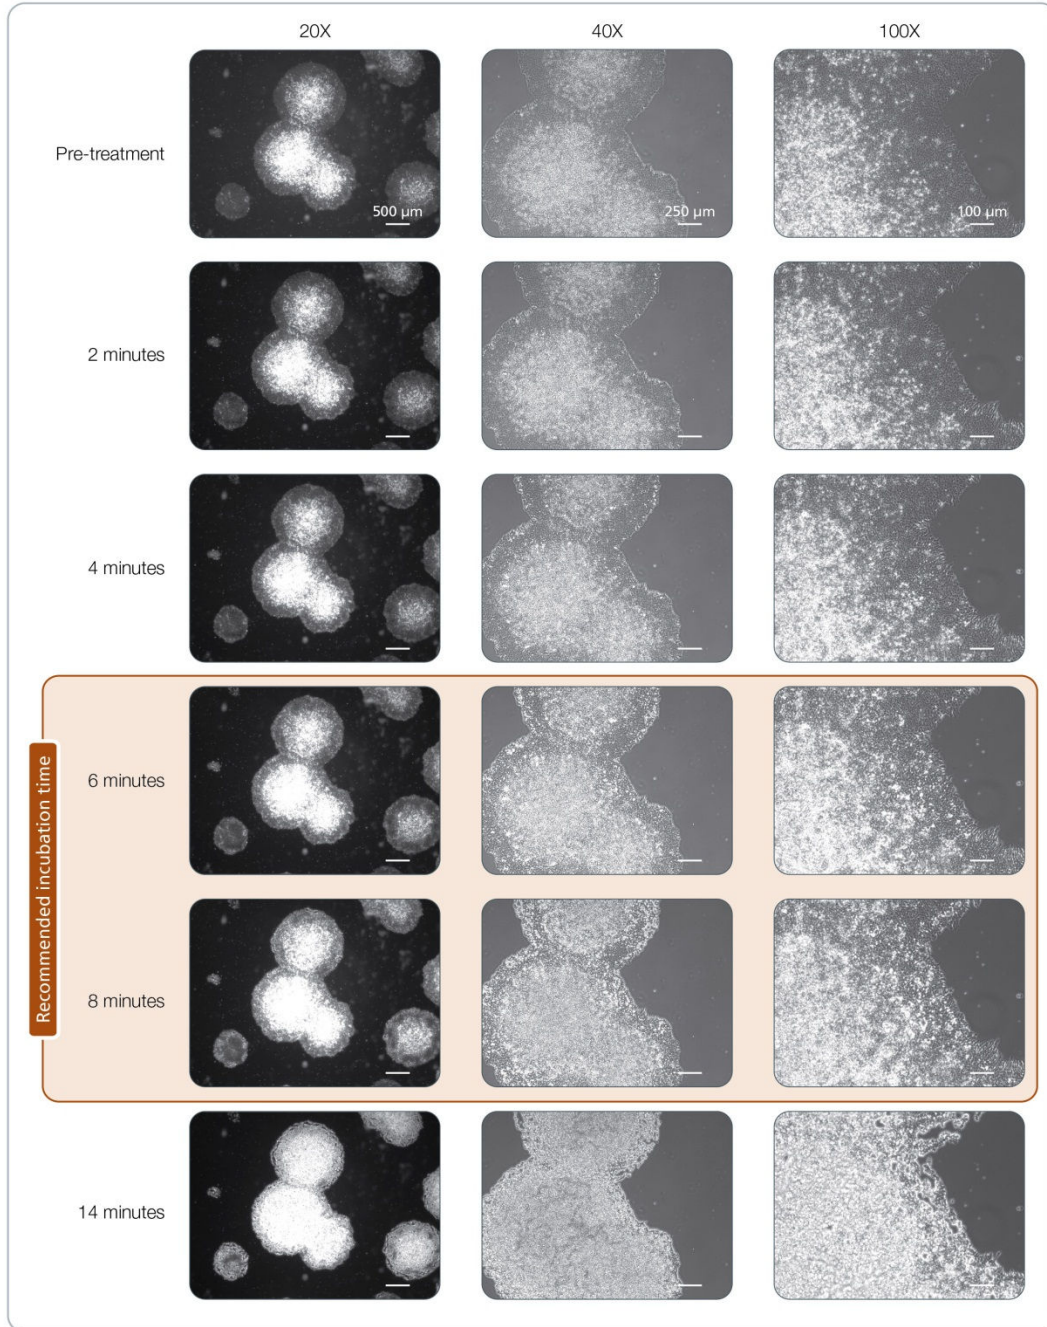 20X
40X
100X
Pre-treatment
500 µm
250 µm
100 µm
2 minutes
4 minutes
Recommended incubation time
6 minutes
8 minutes
14 minutes